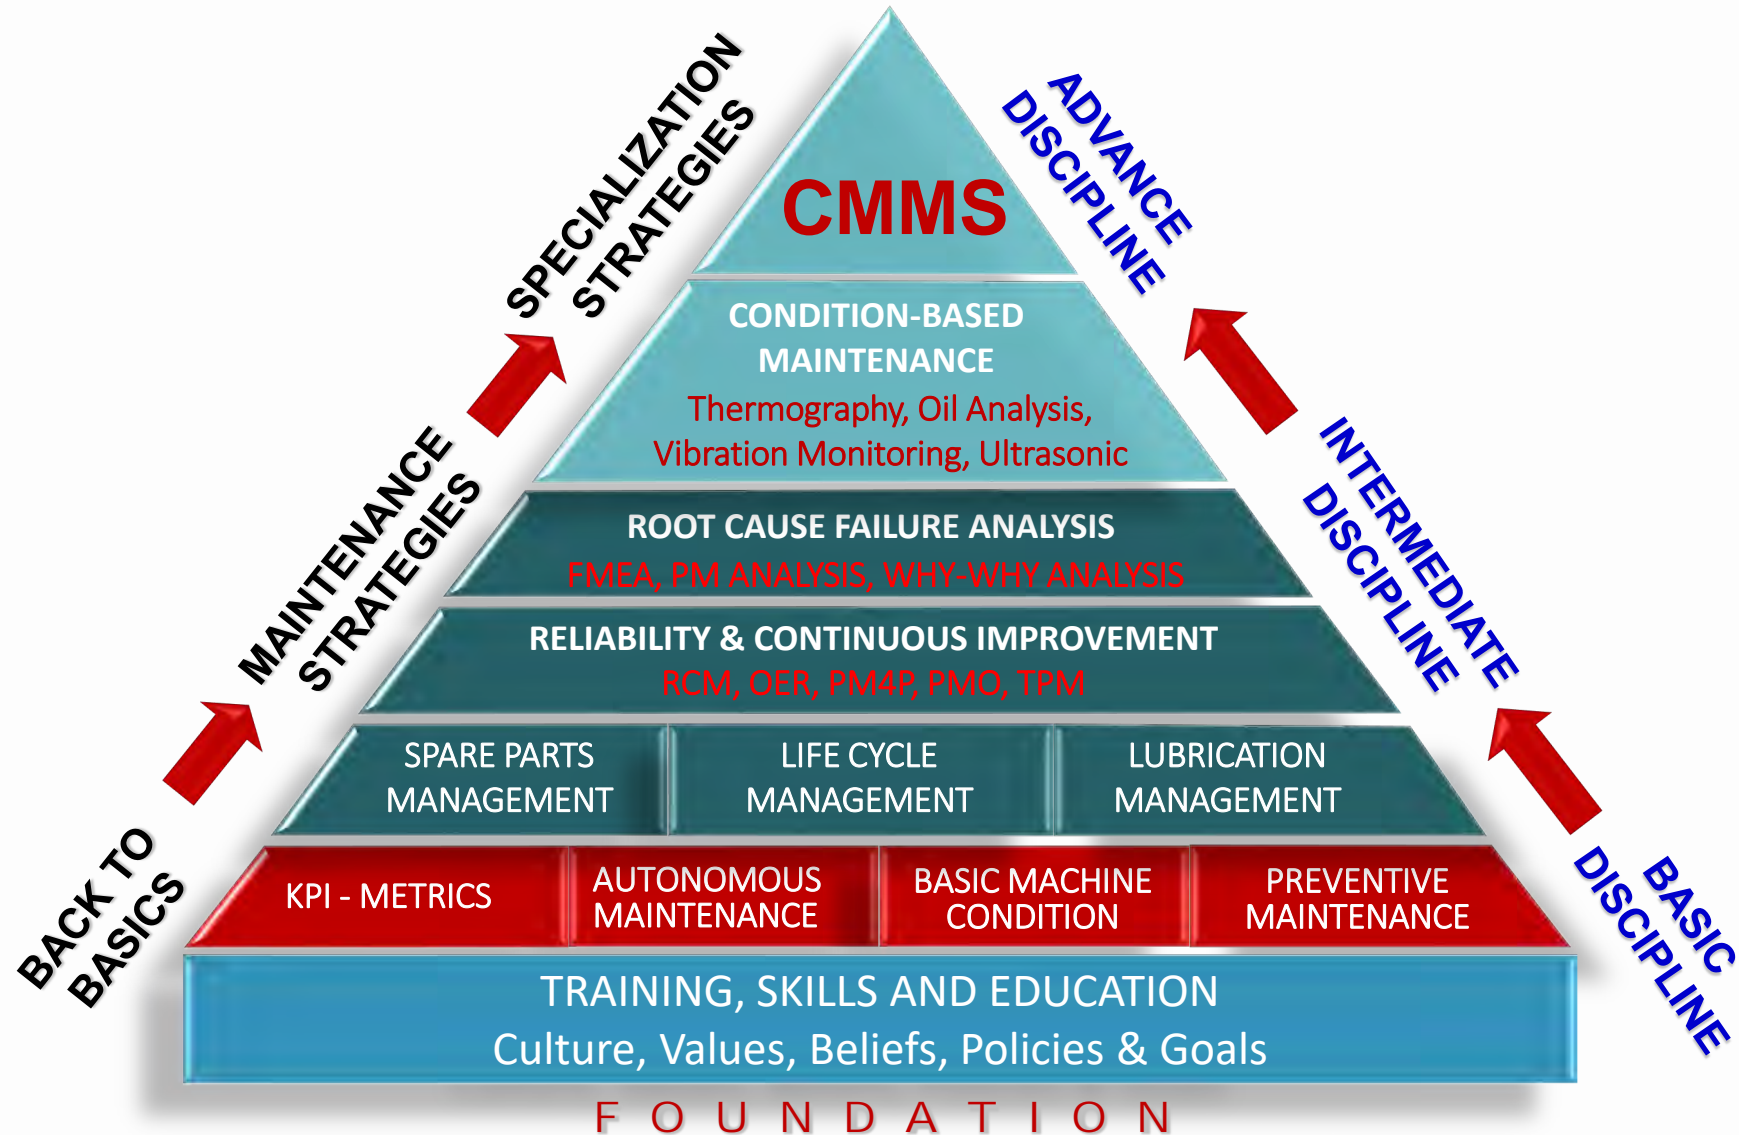 SPECIALIZATION
STRATEGIES
ADVANCE
DISCIPLINE
CMMS
CONDITION-BASED
MAINTENANCE
Thermography, Oil Analysis,
Vibration Monitoring, Ultrasonic
MAINTENANCE
STRATEGIES
INTERMEDIATE
DISCIPLINE
ROOT CAUSE FAILURE ANALYSIS
FMEA, PM ANALYSIS, WHY-WHY ANALYSIS
RELIABILITY & CONTINUOUS IMPROVEMENT
RCM, OER, PM4P, PMO, TPM
SPARE PARTS
MANAGEMENT
LIFE CYCLE
MANAGEMENT
LUBRICATION
MANAGEMENT
BACK TO
BASICS
BASIC
DISCIPLINE
KPI - METRICS
AUTONOMOUS
MAINTENANCE
BASIC MACHINE
CONDITION
PREVENTIVE
MAINTENANCE
TRAINING, SKILLS AND EDUCATION
Culture, Values, Beliefs, Policies & Goals
FOUNDATION